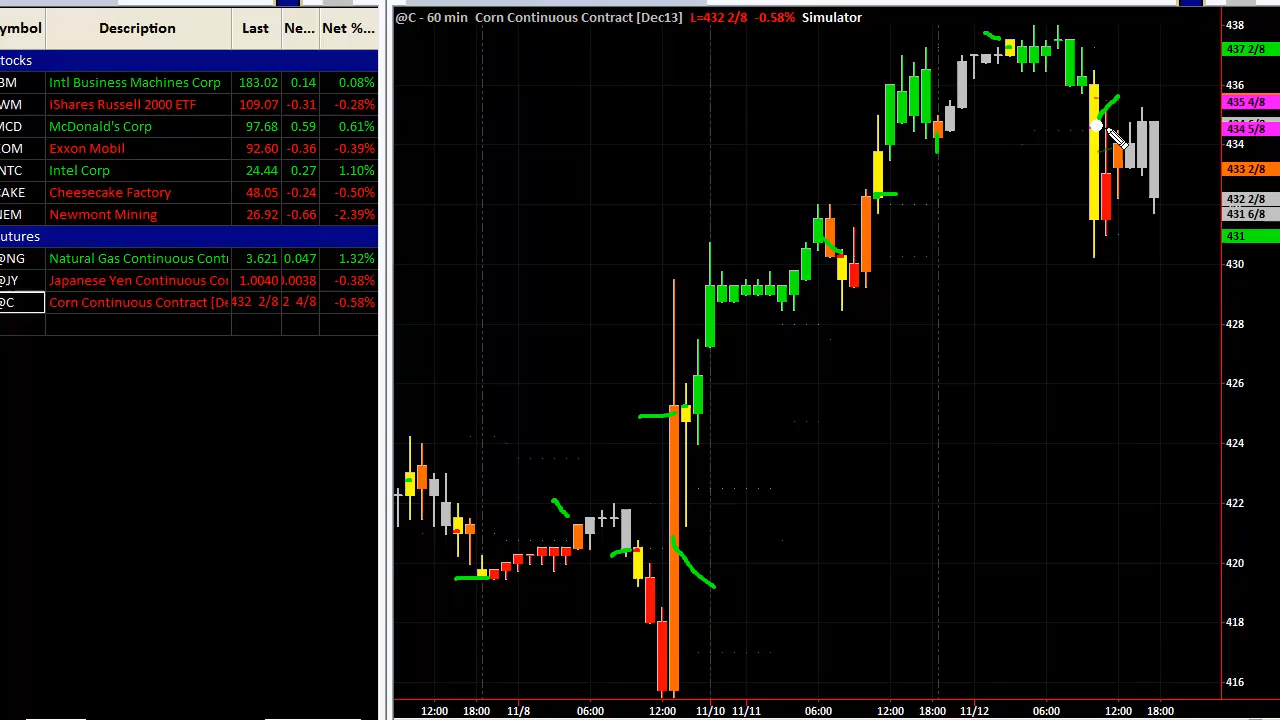 ymbol Description Last Ne... Net %...
tocks
BM Intl Business Machines Corp 183.02 0.14 0.08%
WM iShares Russell 2000 ETF 109.07 -0.31 -0.28%
MCD McDonald's Corp 97.68 0.59 0.61%
OM Exxon Mobil 92.60 -0.36 -0.39%
NTC Intel Corp 24.44 0.27 1.10%
CAKE Cheesecake Factory 48.05 -0.24 -0.50%
NEM Newmont Mining 26.92 -0.66 -2.39%
utures
@NG Natural Gas Continuous Conti 3.621 0.047 1.32%
@JY Japanese Yen Continuous Cor 1.0040 0.0038 -0.38%
@C Corn Continuous Contract [De 432 2/8 2 4/8 -0.58%
@C - 60 min Corn Continuous Contract [Dec13] L=432 2/8 -0.58% Simulator
438
437 2/8
436
435 4/8
434 5/8
434
433 2/8
432 2/8
431 6/8
431
430
428
426
424
422
420
418
416
12:00 18:00 11/8 06:00 12:00 11/10 11/11 06:00 12:00 18:00 11/12 06:00 12:00 18:00